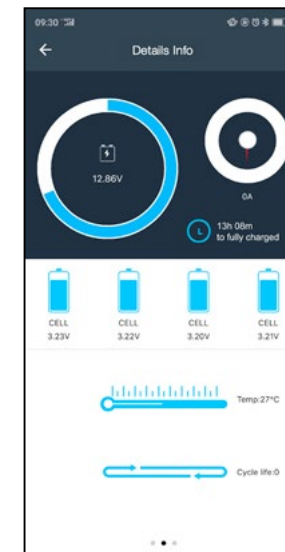 09:30
Details Info
12.86V
0A
L
13h 08m
to fully charged
CELL
3.23V
CELL
3.22V
CELL
3.20V
CELL
3.21V
Temp:27°C
Cycle life:0